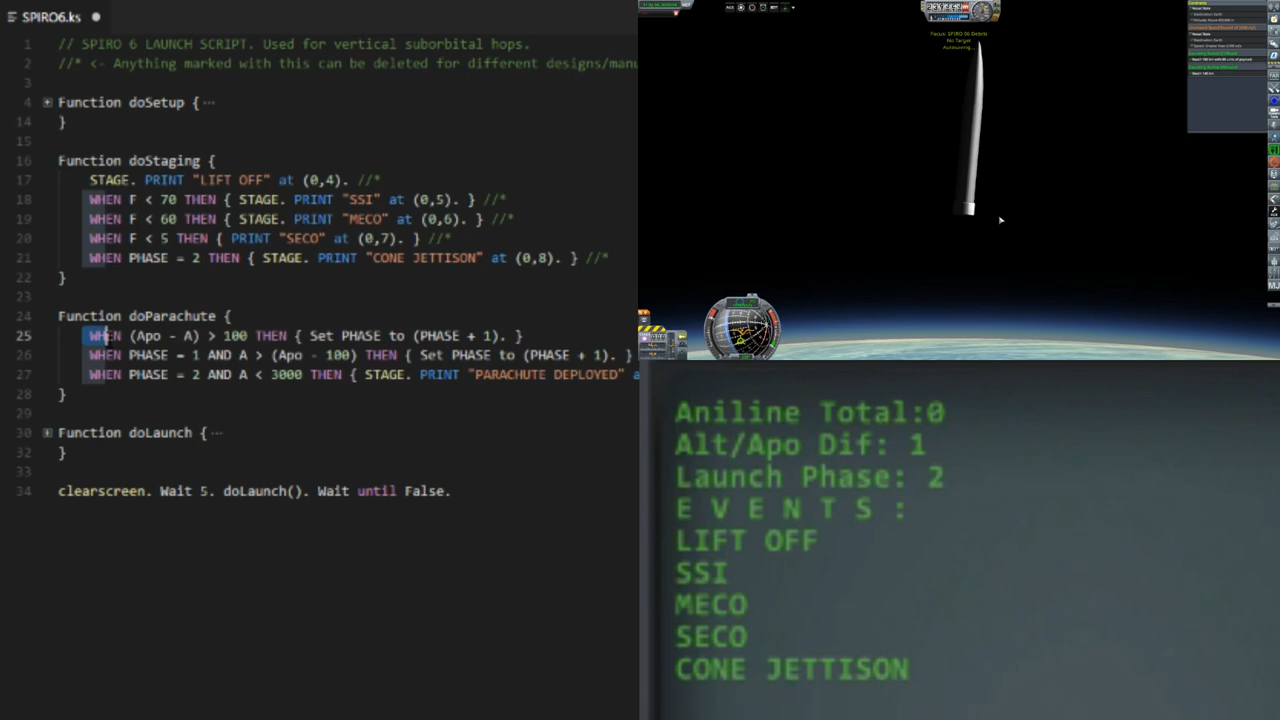 SPIRO6.ks
1 // SPIRO 6 LAUNCH SCRIPT. Used for vertical suborbital hops.
2 //* <- Anything marked with this can be deleted for different designs/manu
3
4 Function doSetup { ...
14 }
15
16 Function doStaging {
17 STAGE. PRINT "LIFT OFF" at (0,4). //*
18 WHEN F < 70 THEN { STAGE. PRINT "SSI" at (0,5). } //*
19 WHEN F < 60 THEN { STAGE. PRINT "MECO" at (0,6). } //*
20 WHEN F < 5 THEN { PRINT "SECO" at (0,7). } //*
21 WHEN PHASE = 2 THEN { STAGE. PRINT "CONE JETTISON" at (0,8). } //*
22 }
23
24 Function doParachute {
25 WHEN (Apo - A) > 100 THEN { Set PHASE to (PHASE + 1). }
26 WHEN PHASE = 1 AND A > (Apo - 100) THEN { Set PHASE to (PHASE + 1). }
27 WHEN PHASE = 2 AND A < 3000 THEN { STAGE. PRINT "PARACHUTE DEPLOYED" a
28 }
29
30 Function doLaunch { ...
32 }
33
34 clearscreen. Wait 5. doLaunch(). Wait until False.
Focus: SPIRO 06 Debris
No Target
Contracts
MJ
Aniline Total:0
Alt/Apo Dif: 1
Launch Phase: 2
E V E N T S :
LIFT OFF
SSI
MECO
SECO
CONE JETTISON